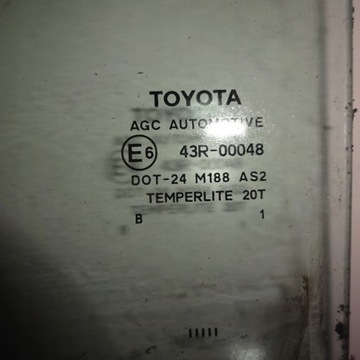 TOYOTA
AGC AUTOMOTIVE
E6 43R-00048
DOT-24 M188 AS2
TEMPERLITE 20T
B 1